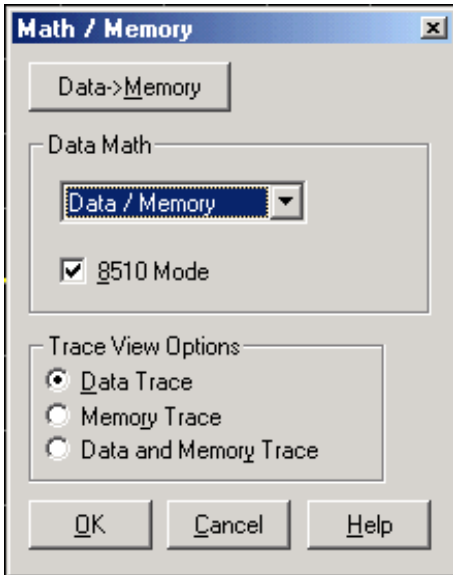 Math / Memory
Data->Memory
Data Math
Data / Memory
8510 Mode
Trace View Options
Data Trace
Memory Trace
Data and Memory Trace
OK Cancel Help